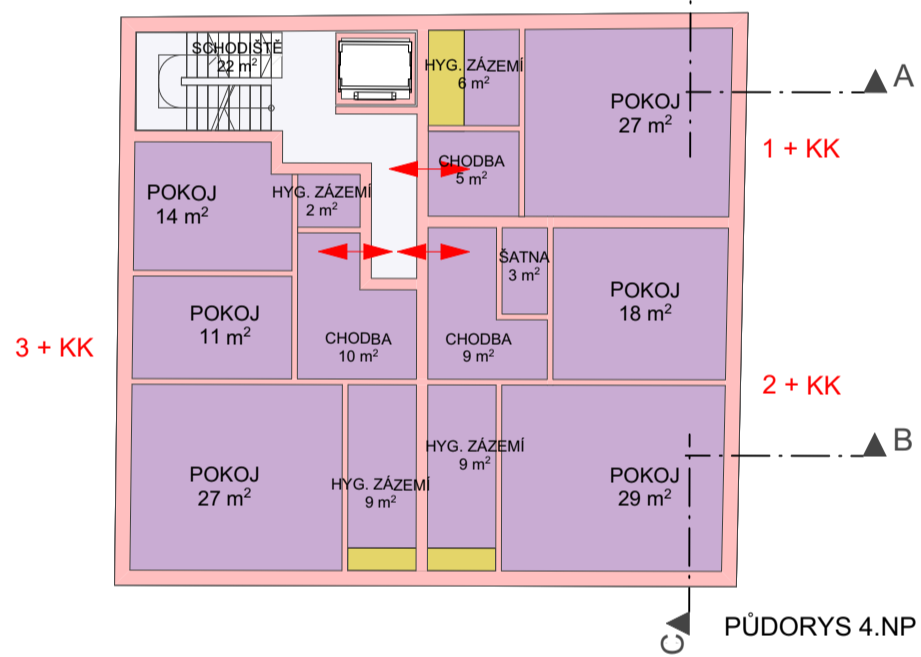 SCHODIŠTĚ
22 m²
HYG. ZÁZEMÍ
6 m²
POKOJ
27 m²
A
1 + KK
CHODBA
5 m²
POKOJ
14 m²
HYG. ZÁZEMÍ
2 m²
ŠATNA
3 m²
POKOJ
18 m²
POKOJ
11 m²
CHODBA
10 m²
CHODBA
9 m²
3 + KK
2 + KK
B
POKOJ
27 m²
HYG. ZÁZEMÍ
9 m²
HYG. ZÁZEMÍ
9 m²
POKOJ
29 m²
C
PŮDORYS 4.NP